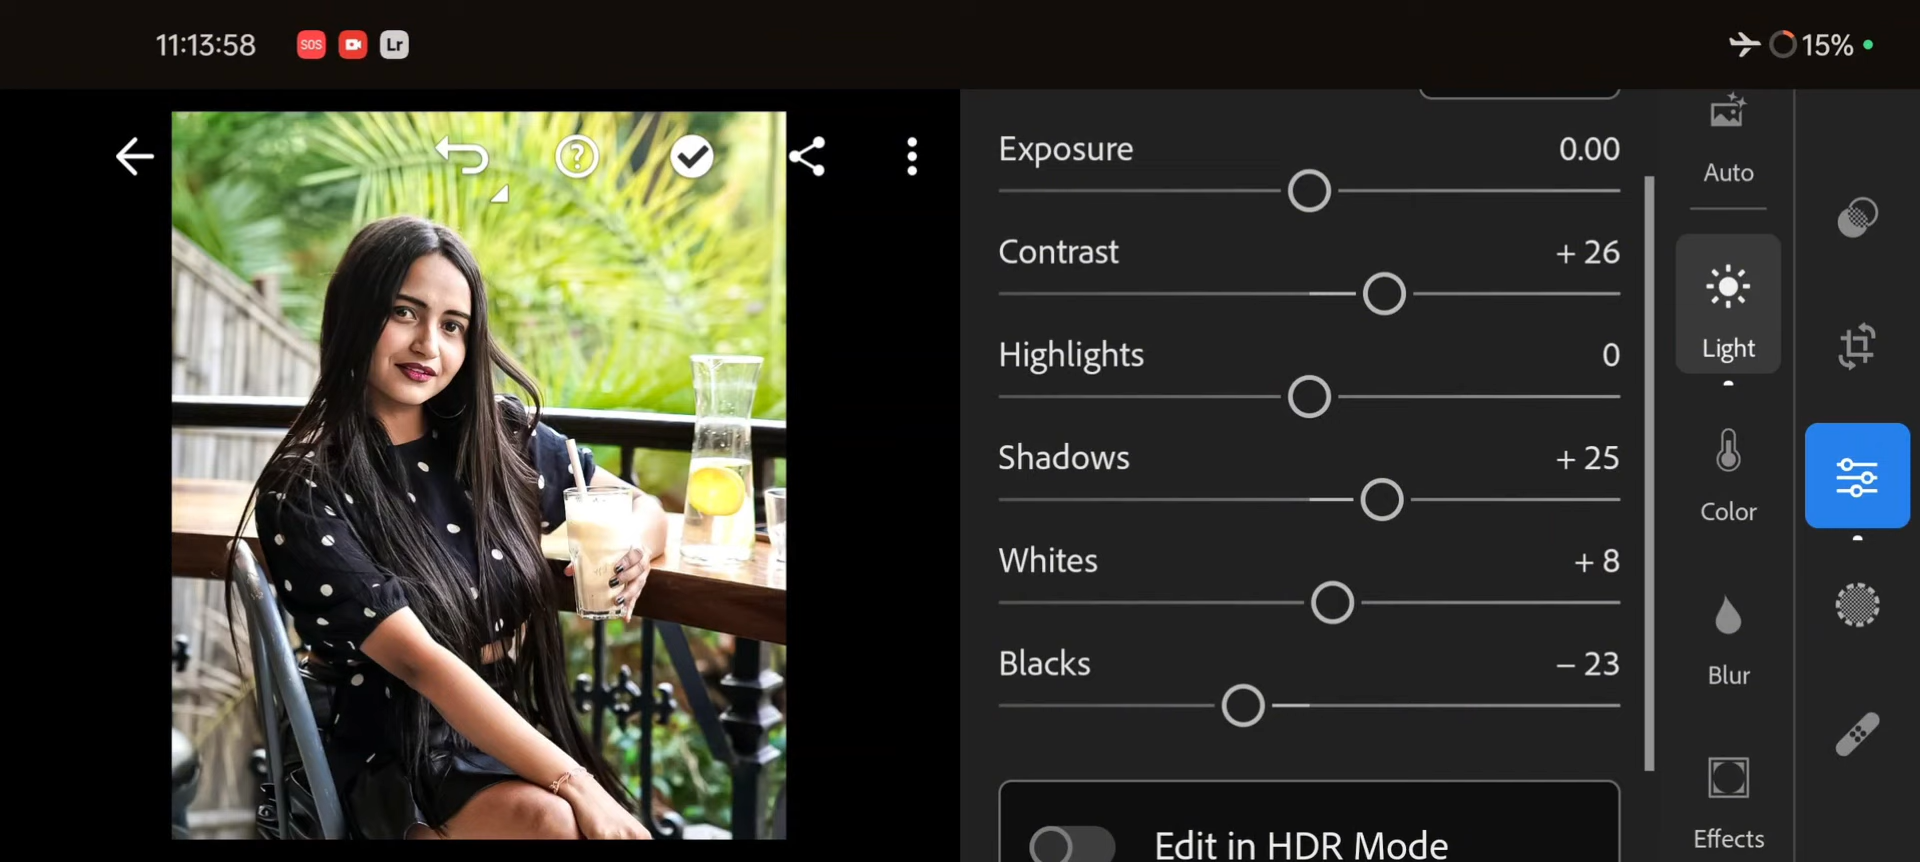 11:13:58
SOS
Lr
15%
Exposure
0.00
Contrast
+ 26
Highlights
0
Shadows
+ 25
Whites
+ 8
Blacks
– 23
Edit in HDR Mode
Auto
Light
Color
Blur
Effects